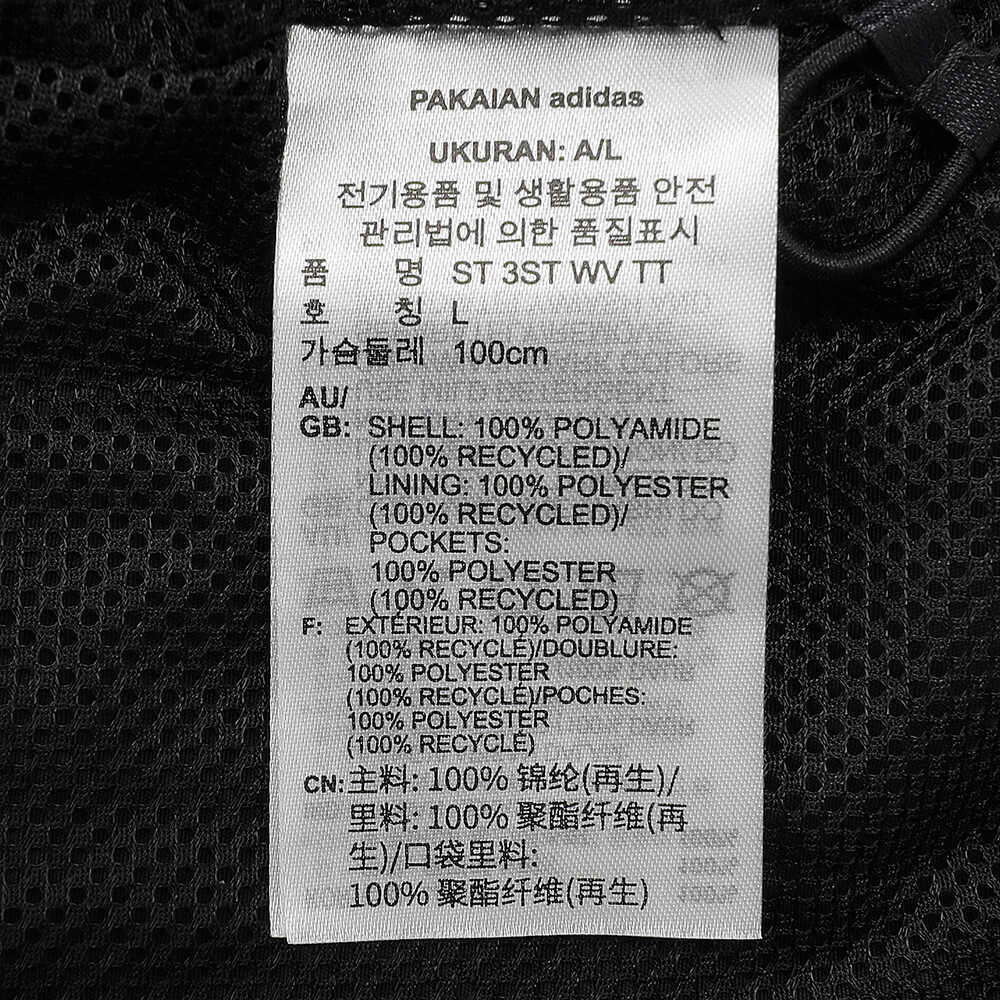 PAKAIAN adidas
UKURAN: A/L
전기용품 및 생활용품 안전
관리법에 의한 품질표시
품 명 ST 3ST WV TT
호 칭 L
가슴둘레 100cm
AU/
GB: SHELL: 100% POLYAMIDE
(100% RECYCLED)/
LINING: 100% POLYESTER
(100% RECYCLED)/
POCKETS:
100% POLYESTER
(100% RECYCLED)
F: EXTÉRIEUR: 100% POLYAMIDE
(100% RECYCLÉ)/DOUBLURE:
100% POLYESTER
(100% RECYCLÉ)/POCHES:
100% POLYESTER
(100% RECYCLÉ)
CN: 主料: 100% 锦纶(再生)/
里料: 100% 聚酯纤维(再
生)/口袋里料:
100% 聚酯纤维(再生)